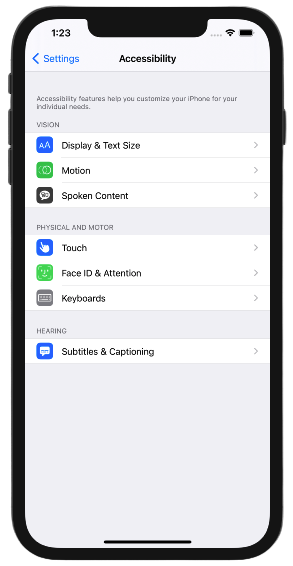 1:23
Settings
Accessibility
Accessibility features help you customize your iPhone for your
individual needs.
VISION
AA Display & Text Size
Motion
Spoken Content
PHYSICAL AND MOTOR
Touch
Face ID & Attention
Keyboards
HEARING
Subtitles & Captioning